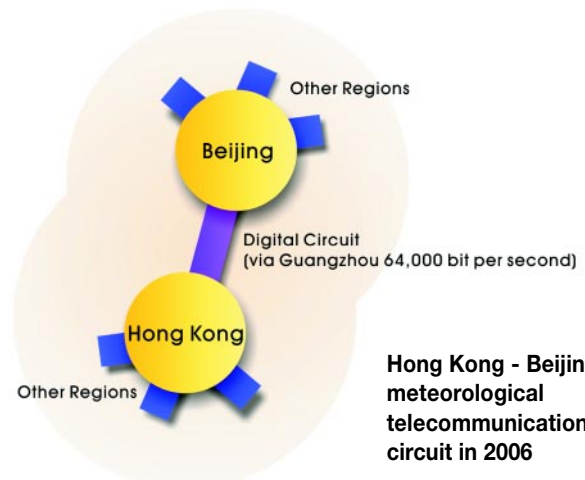 Other Regions
Beijing
Digital Circuit
(via Guangzhou 64,000 bit per second)
Hong Kong
Other Regions
Hong Kong - Beijin
meteorological
telecommunication
circuit in 2006